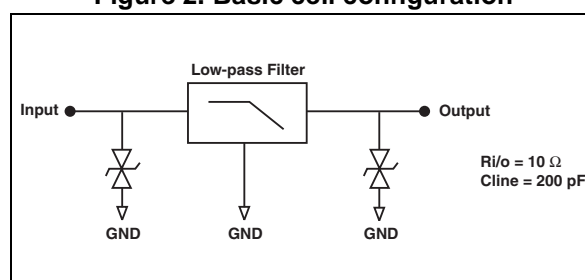 Figure 2. Basic cell configuration
Low-pass Filter
Input
Output
Ri/o = 10 Ω
Cline = 200 pF
GND
GND
GND